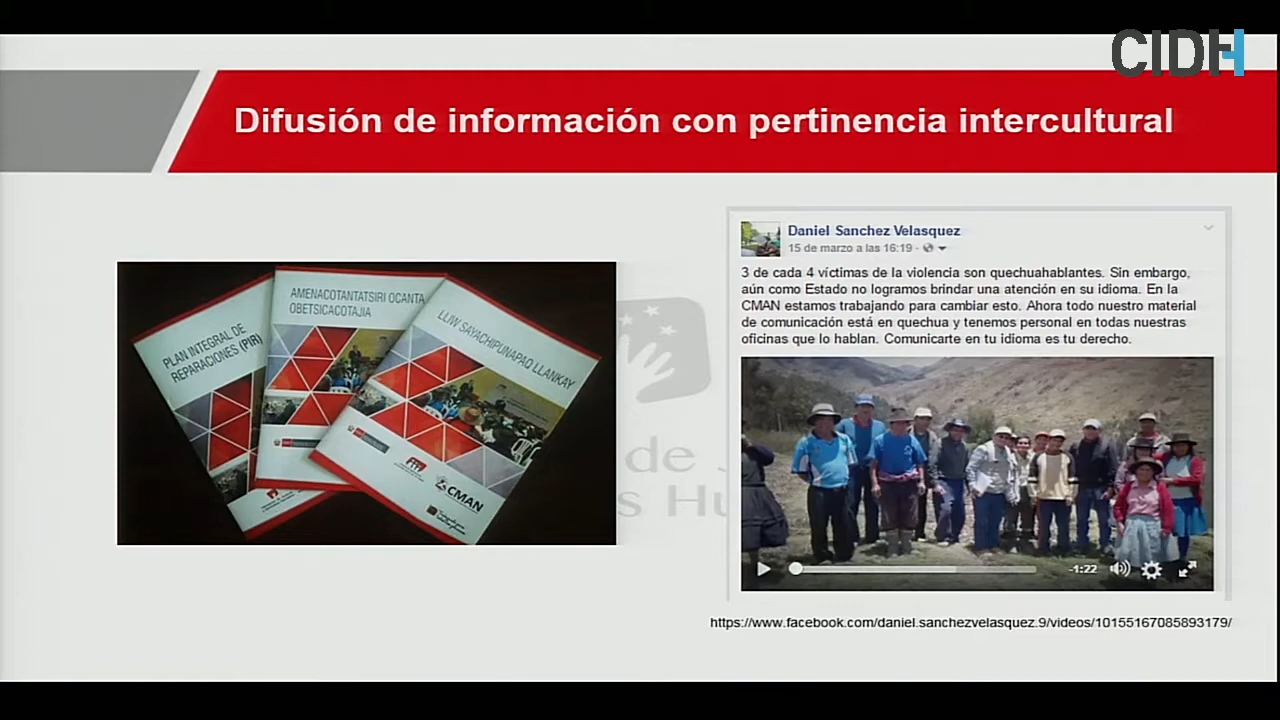 CIDH
Difusión de información con pertinencia intercultural
PLAN INTEGRAL DE
REPARACIONES (PIR)
AMENACOTANTATSIRI OCANTA
OBETSICACOTAJIA
LLIW SAYACHIPUNAPAQ LLANKAY
CMAN
de
s Hu
Daniel Sanchez Velasquez
15 de marzo a las 16:19 ·
3 de cada 4 víctimas de la violencia son quechuahablantes. Sin embargo,
aún como Estado no logramos brindar una atención en su idioma. En la
CMAN estamos trabajando para cambiar esto. Ahora todo nuestro material
de comunicación está en quechua y tenemos personal en todas nuestras
oficinas que lo hablan. Comunicarte en tu idioma es tu derecho.
-1:22
https://www.facebook.com/daniel.sanchezvelasquez.9/videos/10155167085893179/